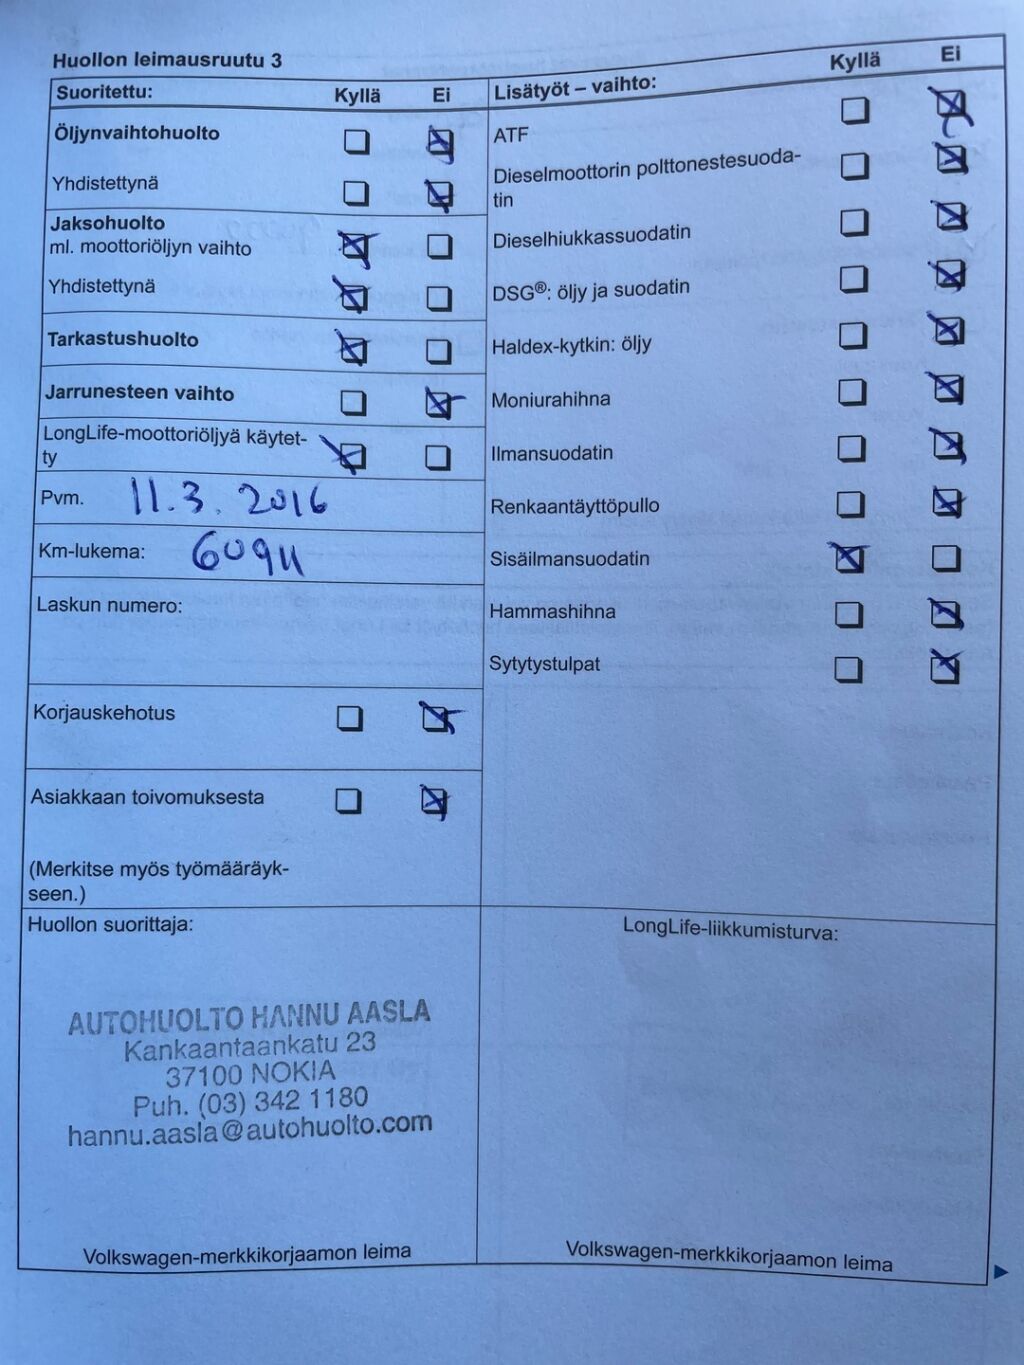 Huollon leimausruutu 3
Suoritettu: Kyllä Ei
Öljynvaihtohuolto
Yhdistettynä
Jaksohuolto
ml. moottoriöljyn vaihto
Yhdistettynä
Tarkastushuolto
Jarrunesteen vaihto
LongLife-moottoriöljyä käytet-
ty
Pvm. 11.3.2016
Km-lukema:
Laskun numero:
Korjauskehotus
Asiakkaan toivomuksesta
(Merkitse myös työmääräyk-
seen.)
Lisätyöt – vaihto: Kyllä Ei
ATF
Dieselmoottorin polttonestesuoda-
tin
Dieselhiukkassuodatin
DSG®: öljy ja suodatin
Haldex-kytkin: öljy
Moniurahihna
Ilmansuodatin
Renkaantäyttöpullo
Sisäilmansuodatin
Hammashihna
Sytytystulpat
Huollon suorittaja:
AUTOHUOLTO HANNU AASLA
Kankaantaankatu 23
37100 NOKIA
Puh. (03) 342 1180
hannu.aasla@autohuolto.com
Volkswagen-merkkikorjaamon leima
LongLife-liikkumisturva:
Volkswagen-merkkikorjaamon leima